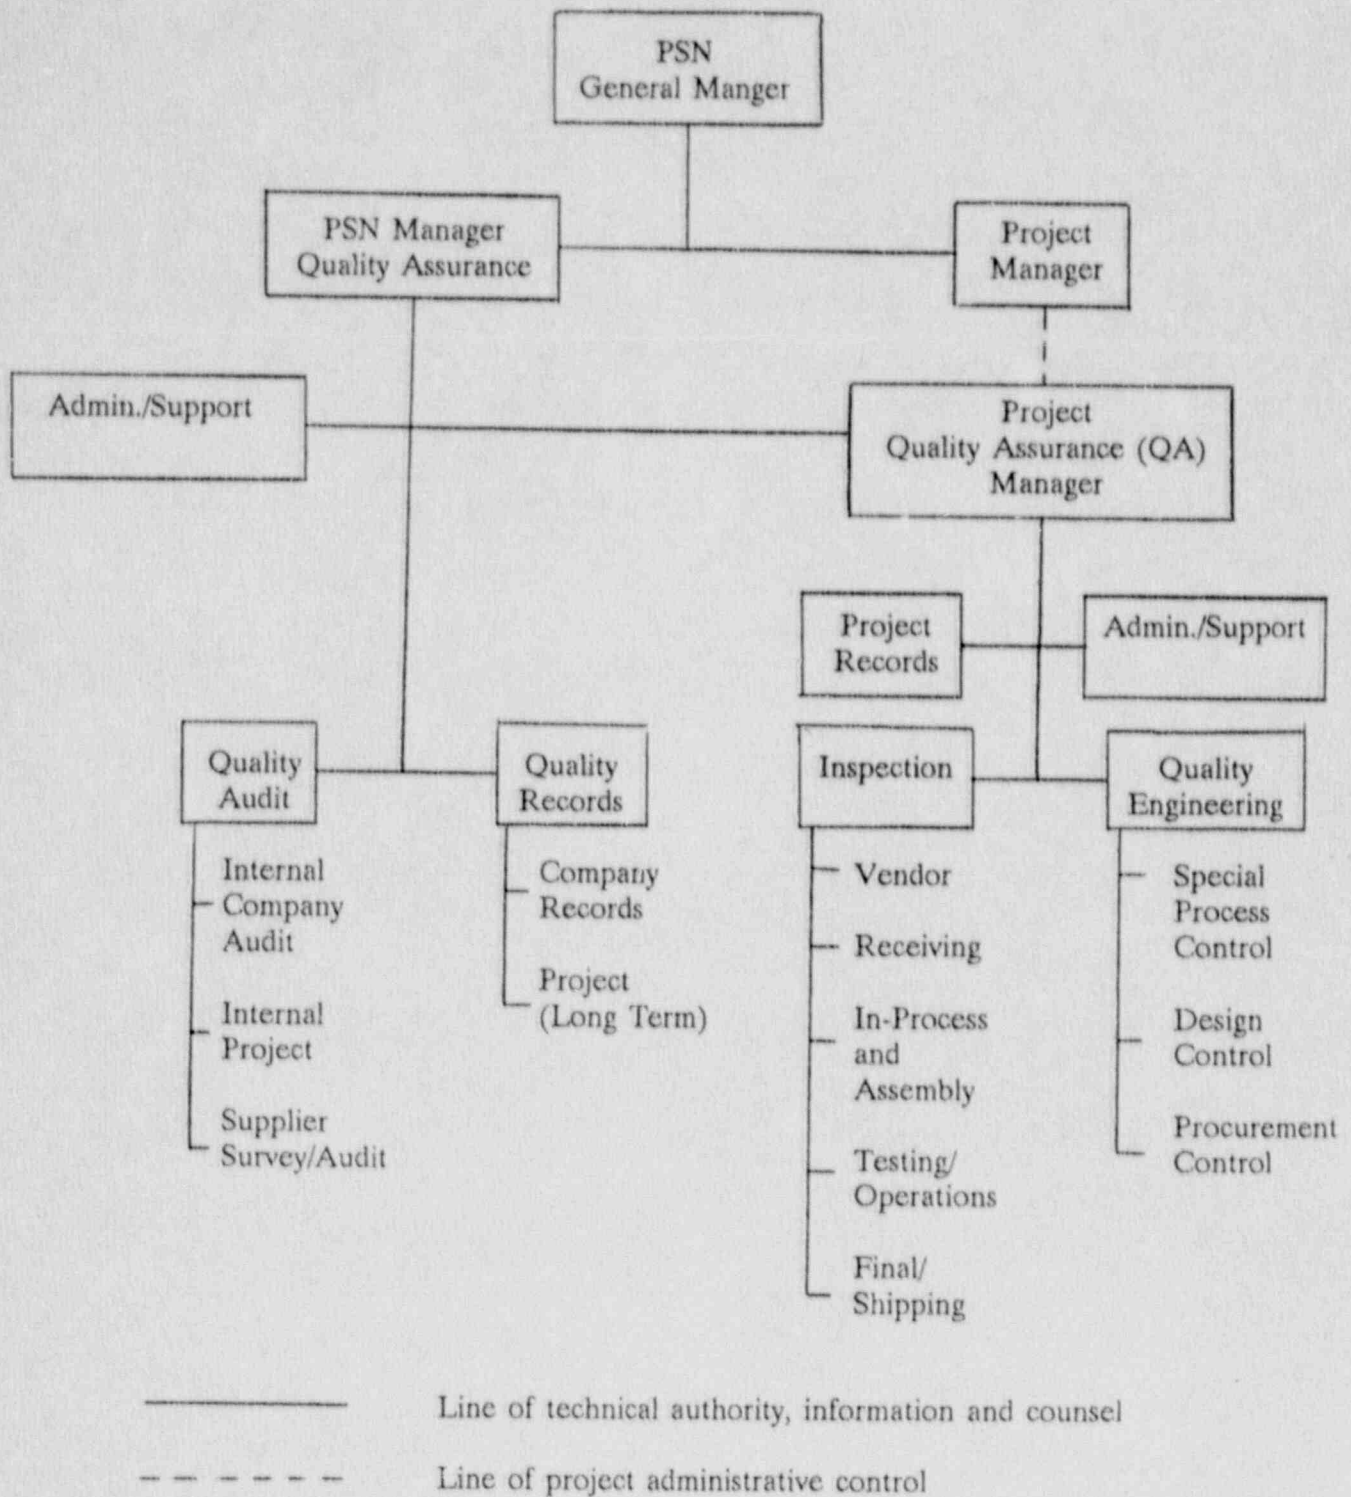 PSN
General Manger
PSN Manager
Quality Assurance
Project
Manager
Admin./Support
Project
Quality Assurance (QA)
Manager
Project
Records
Admin./Support
Quality
Audit
Internal
Company
Audit
Internal
Project
Supplier
Survey/Audit
Quality
Records
Company
Records
Project
(Long Term)
Inspection
Vendor
Receiving
In-Process
and
Assembly
Testing/
Operations
Final/
Shipping
Quality
Engineering
Special
Process
Control
Design
Control
Procurement
Control
Line of technical authority, information and counsel
Line of project administrative control